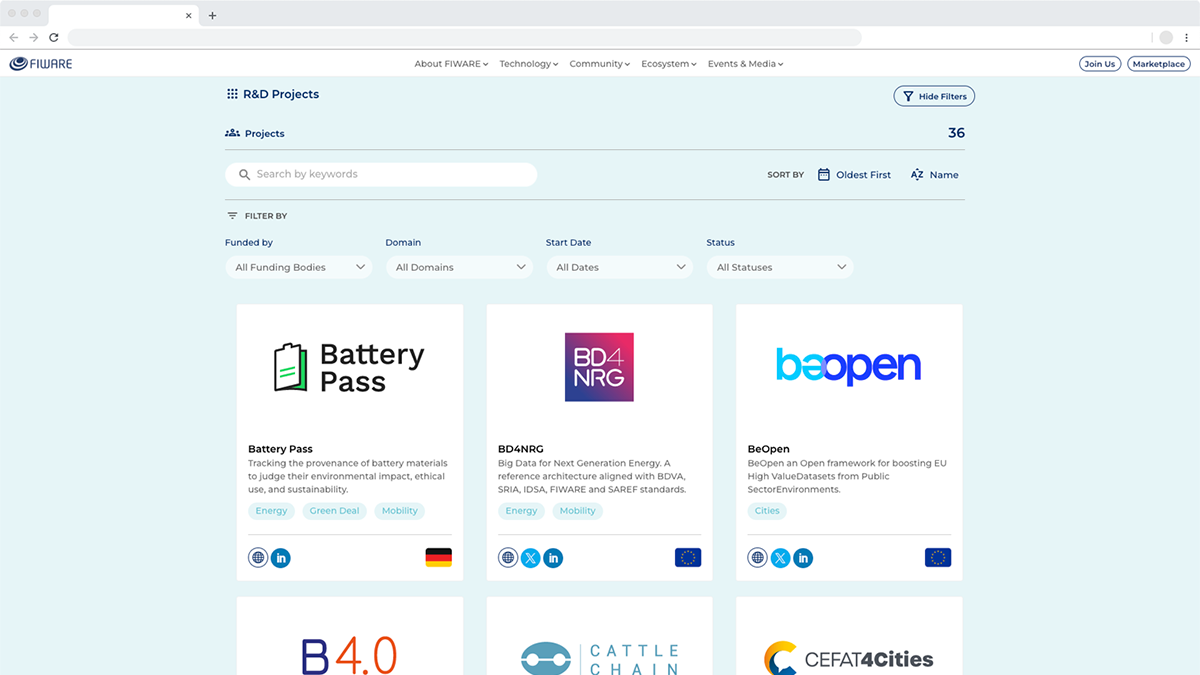 FIWARE
About FIWARE
Technology
Community
Ecosystem
Events & Media
Join Us
Marketplace
R&D Projects
Hide Filters
Projects
36
Search by keywords
SORT BY
Oldest First
AZ Name
FILTER BY
Funded by
Domain
Start Date
Status
All Funding Bodies
All Domains
All Dates
All Statuses
Battery
Pass
Battery Pass
Tracking the provenance of battery materials
to judge their environmental impact, ethical
use, and sustainability.
Energy
Green Deal
Mobility
in
BD4
NRG
BD4NRG
Big Data for Next Generation Energy. A
reference architecture aligned with BDVA,
SRIA, IDSA, FIWARE and SAREF standards.
Energy
Mobility
X
in
beopen
BeOpen
BeOpen an Open framework for boosting EU
High ValueDatasets from Public
SectorEnvironments.
Cities
X
in
B4.0
CATTLE
CHAIN
CEFAT4Cities